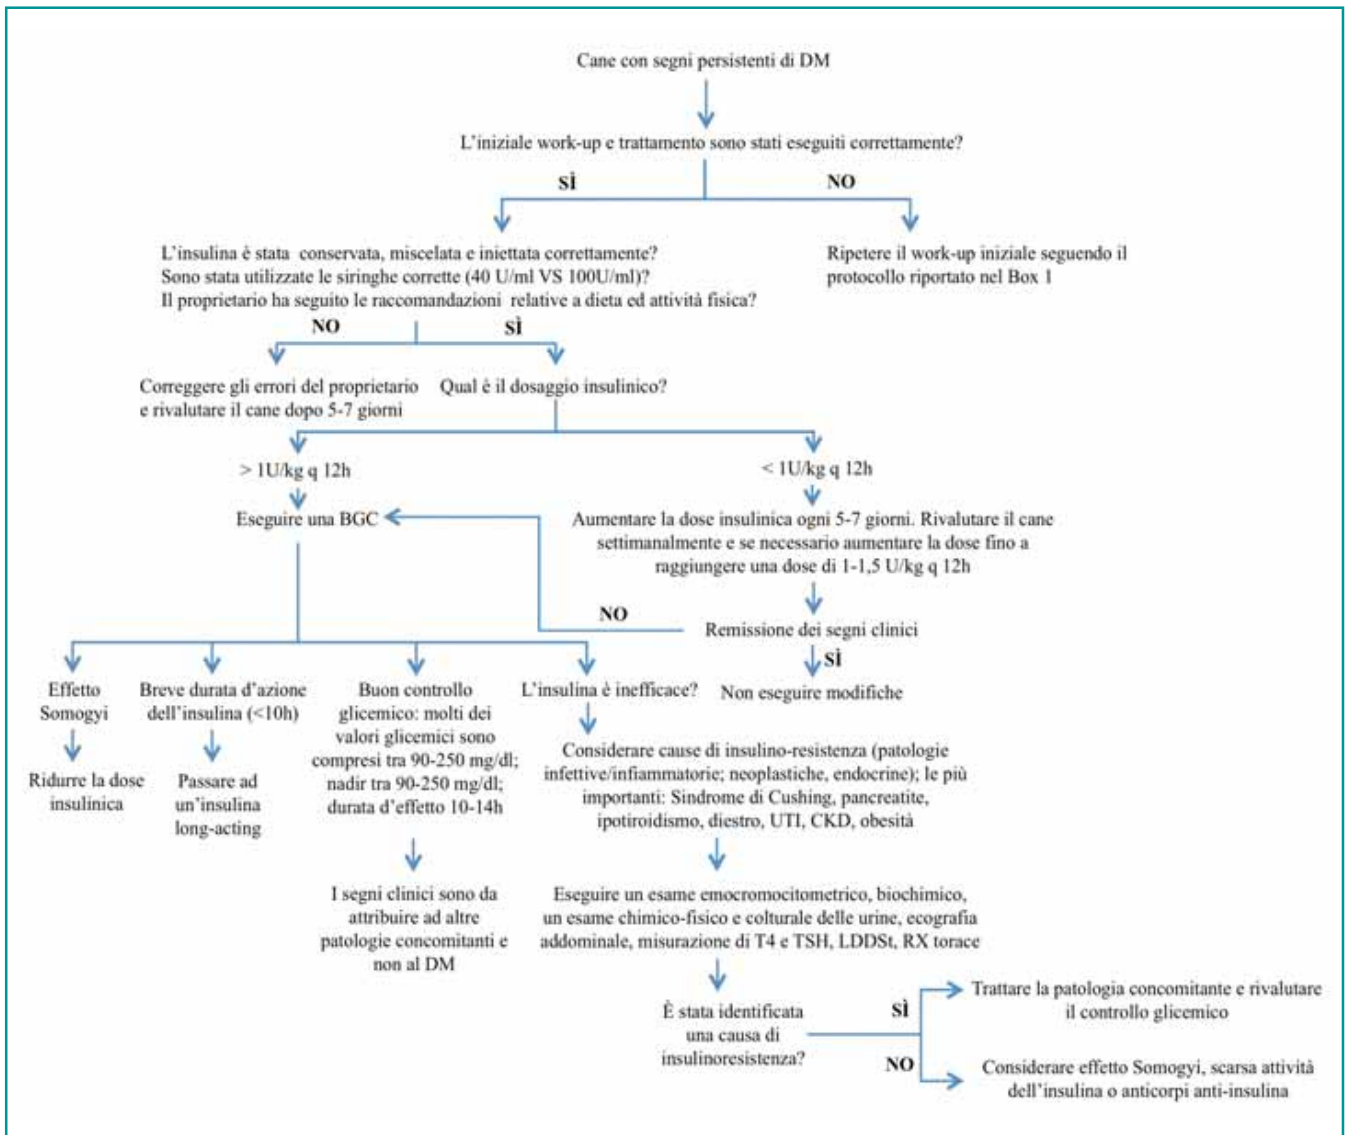 Cane con segni persistenti di DM
L'iniziale work-up e trattamento sono stati eseguiti correttamente?
SÌ
NO
L'insulina è stata conservata, miscelata e iniettata correttamente?
Sono stata utilizzate le siringhe corrette (40 U/ml VS 100U/ml)?
Il proprietario ha seguito le raccomandazioni relative a dieta ed attività fisica?
Ripetere il work-up iniziale seguendo il
protocollo riportato nel Box 1
NO
SÌ
Correggere gli errori del proprietario
e rivalutare il cane dopo 5-7 giorni
Qual è il dosaggio insulinico?
> 1U/kg q 12h
< 1U/kg q 12h
Eseguire una BGC
Aumentare la dose insulinica ogni 5-7 giorni. Rivalutare il cane
settimanalmente e se necessario aumentare la dose fino a
raggiungere una dose di 1-1,5 U/kg q 12h
NO
Remissione dei segni clinici
SÌ
Non eseguire modifiche
Effetto
Somogyi
Ridurre la dose
insulinica
Breve durata d'azione
dell'insulina (<10h)
Passare ad
un'insulina
long-acting
Buon controllo
glicemico: molti dei
valori glicemici sono
compresi tra 90-250 mg/dl;
nadir tra 90-250 mg/dl;
durata d'effetto 10-14h
I segni clinici sono da
attribuire ad altre
patologie concomitanti e
non al DM
L'insulina è inefficace?
Considerare cause di insulino-resistenza (patologie
infettive/infiammatorie; neoplastiche, endocrine); le più
importanti: Sindrome di Cushing, pancreatite,
ipotiroidismo, diestro, UTI, CKD, obesità
Eseguire un esame emocromocitometrico, biochimico,
un esame chimico-fisico e colturale delle urine, ecografia
addominale, misurazione di T4 e TSH, LDDSt, RX torace
È stata identificata
una causa di
insulinoresistenza?
SÌ
Trattare la patologia concomitante e rivalutare
il controllo glicemico
NO
Considerare effetto Somogyi, scarsa attività
dell'insulina o anticorpi anti-insulina